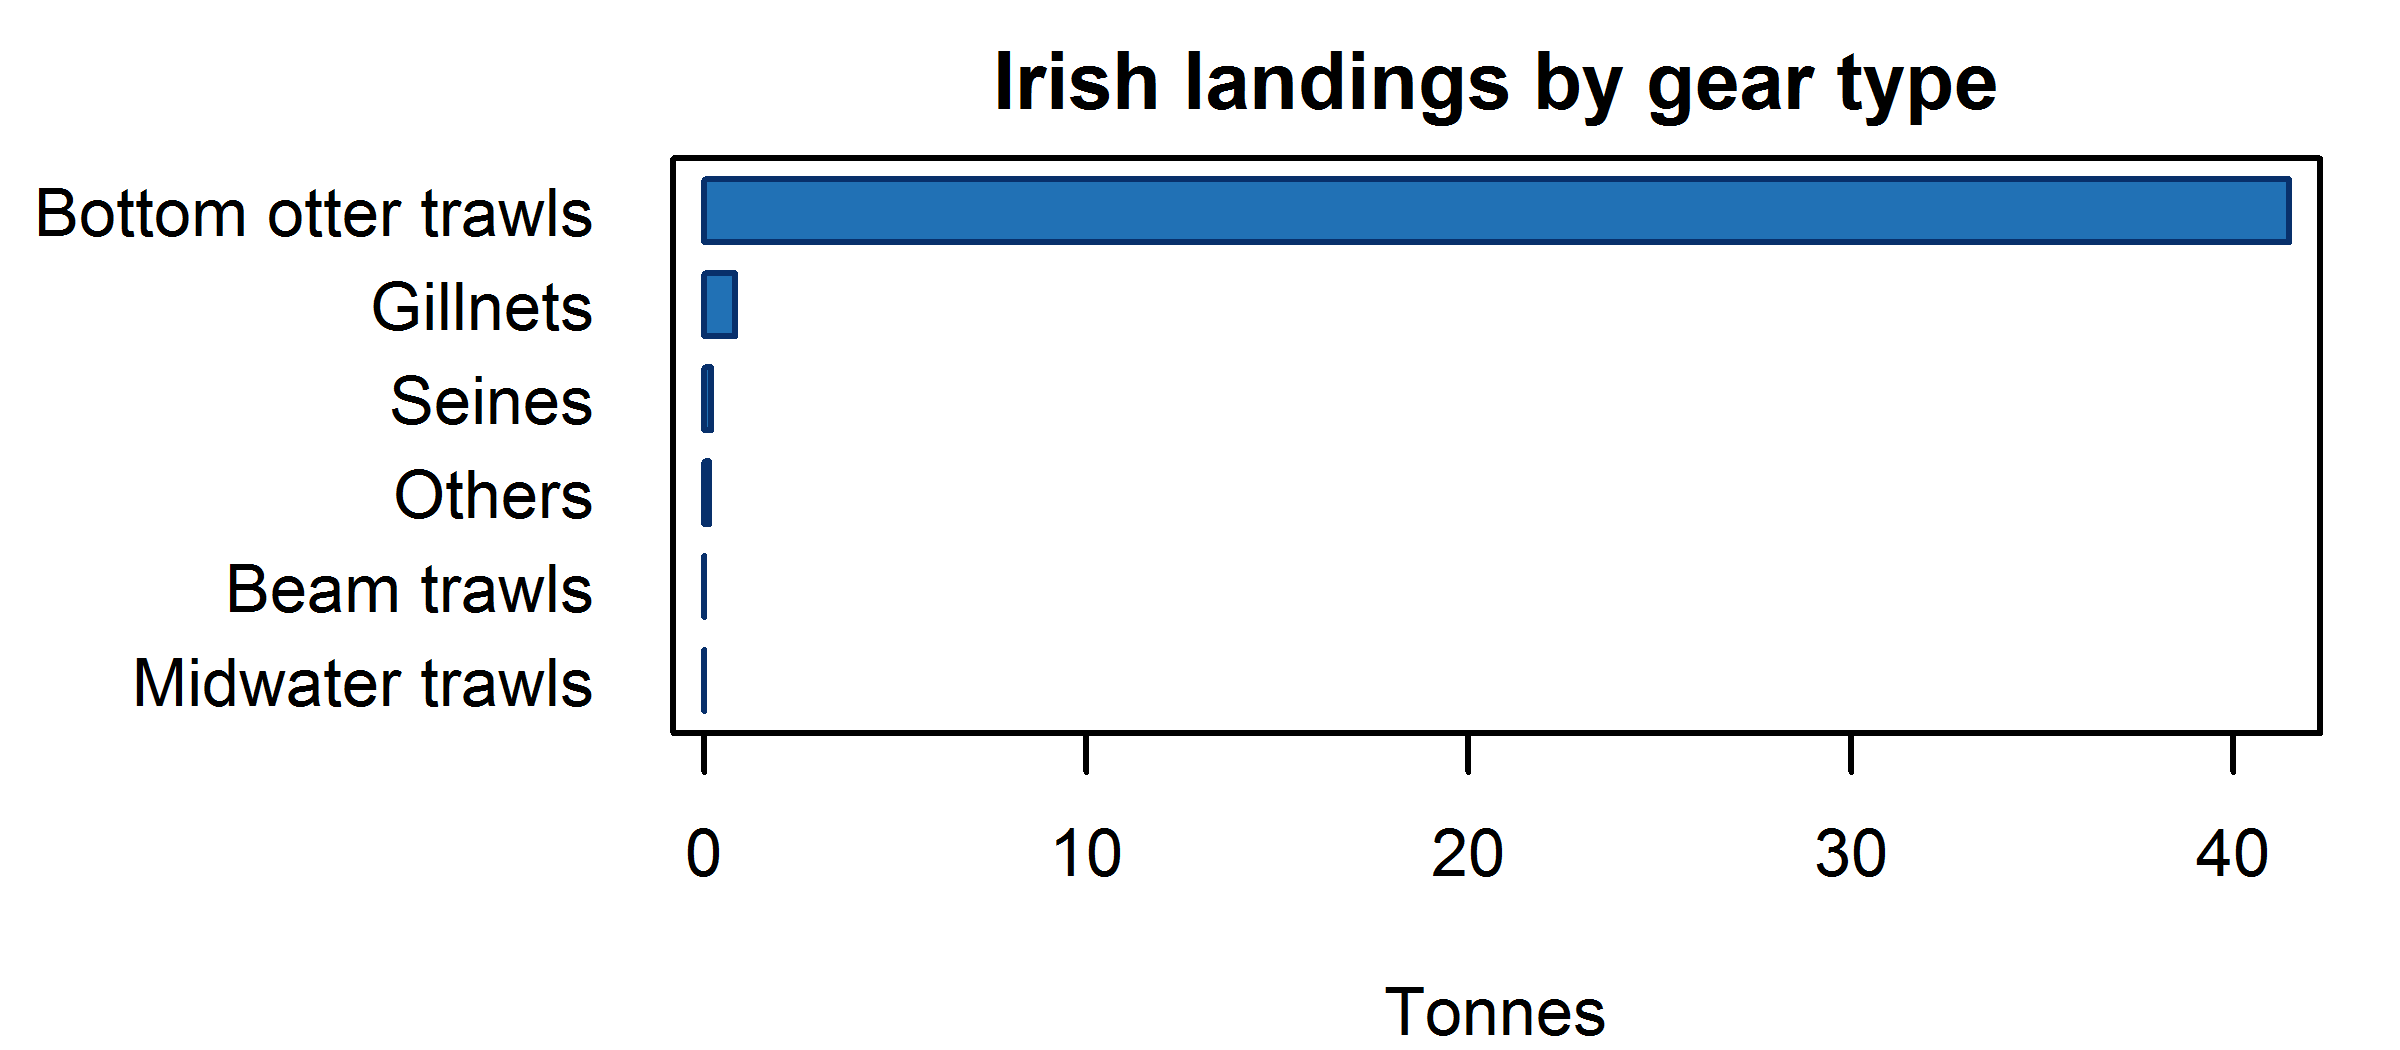 Irish landings by gear type
Bottom otter trawls
Gillnets
Seines
Others
Beam trawls
Midwater trawls
0 10 20 30 40
Tonnes